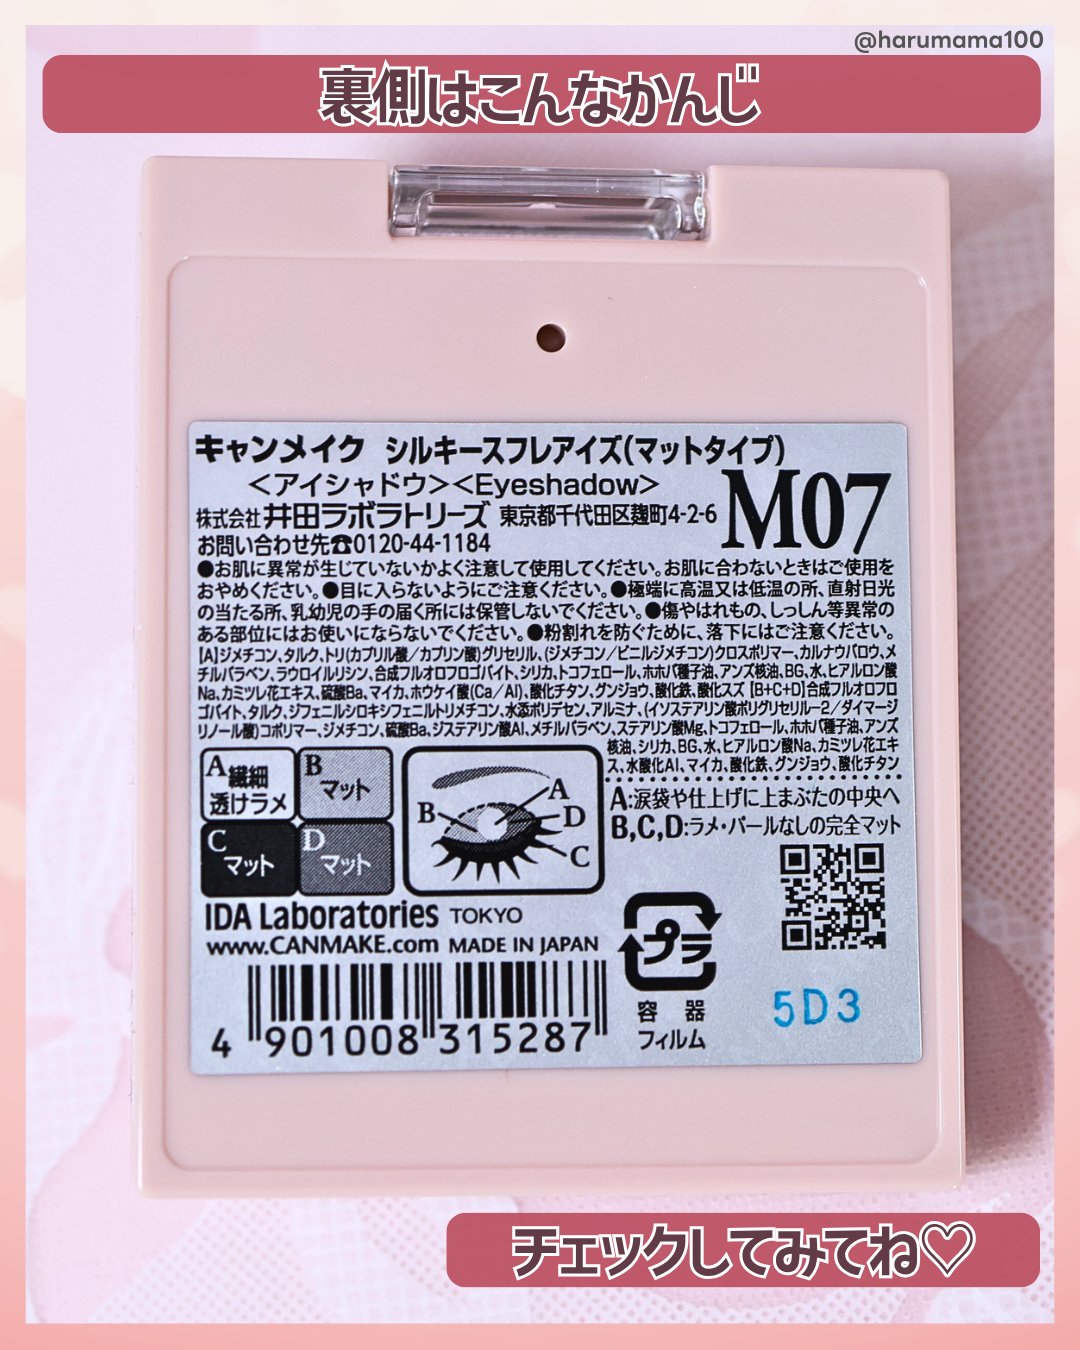 @harumama100
裏側はこんなかんじ
キャンメイク シルキースフレアイズ(マットタイプ)
＜アイシャドウ＞＜Eyeshadow＞
M07
株式会社井田ラボラトリーズ 東京都千代田区麹町4-2-6
お問い合わせ先☎0120-44-1184
●お肌に異常が生じていないかよく注意して使用してください。お肌に合わないときはご使用を
おやめください。●目に入らないようにご注意ください。●極端に高温又は低温の所、直射日光
の当たる所、乳幼児の手の届く所には保管しないでください。●傷やはれもの、しっしん等異常の
ある部位にはお使いにならないでください。●粉割れを防ぐために、落下にはご注意ください。
【A】ジメチコン、タルク、トリ(カプリル酸／カプリン酸)グリセリル、(ジメチコン／ビニルジメチコン)クロスポリマー、カルナウバロウ、メ
チルパラベン、ラウロイルリシン、合成フルオロフロゴパイト、シリカ、トコフェロール、ホホバ種子油、アンズ核油、BG、水、ヒアルロン酸
Na、カミツレ花エキス、硫酸Ba、マイカ、ホウケイ酸(Ca／Al)、酸化チタン、グンジョウ、酸化鉄、酸化スズ 【B+C+D】合成フルオロフロ
ゴパイト、タルク、ジフェニルシロキシフェニルトリメチコン、水添ポリデセン、アルミナ、(イソステアリン酸ポリグリセリル-2／ダイマージ
リノール酸)コポリマー、ジメチコン、硫酸Ba、ジステアリン酸Al、メチルパラベン、ステアリン酸Mg、トコフェロール、ホホバ種子油、アンズ
核油、シリカ、BG、水、ヒアルロン酸Na、カミツレ花エキ
ス、水酸化Al、マイカ、酸化鉄、グンジョウ、酸化チタン
A 繊細
透けラメ
B
マット
C
マット
D
マット
A
B
D
C
A:涙袋や仕上げに上まぶたの中央へ
B,C,D:ラメ・パールなしの完全マット
IDA Laboratories TOKYO
www.CANMAKE.com MADE IN JAPAN
プラ
容 器
フィルム
5D3
4 901008 315287
チェックしてみてね♡